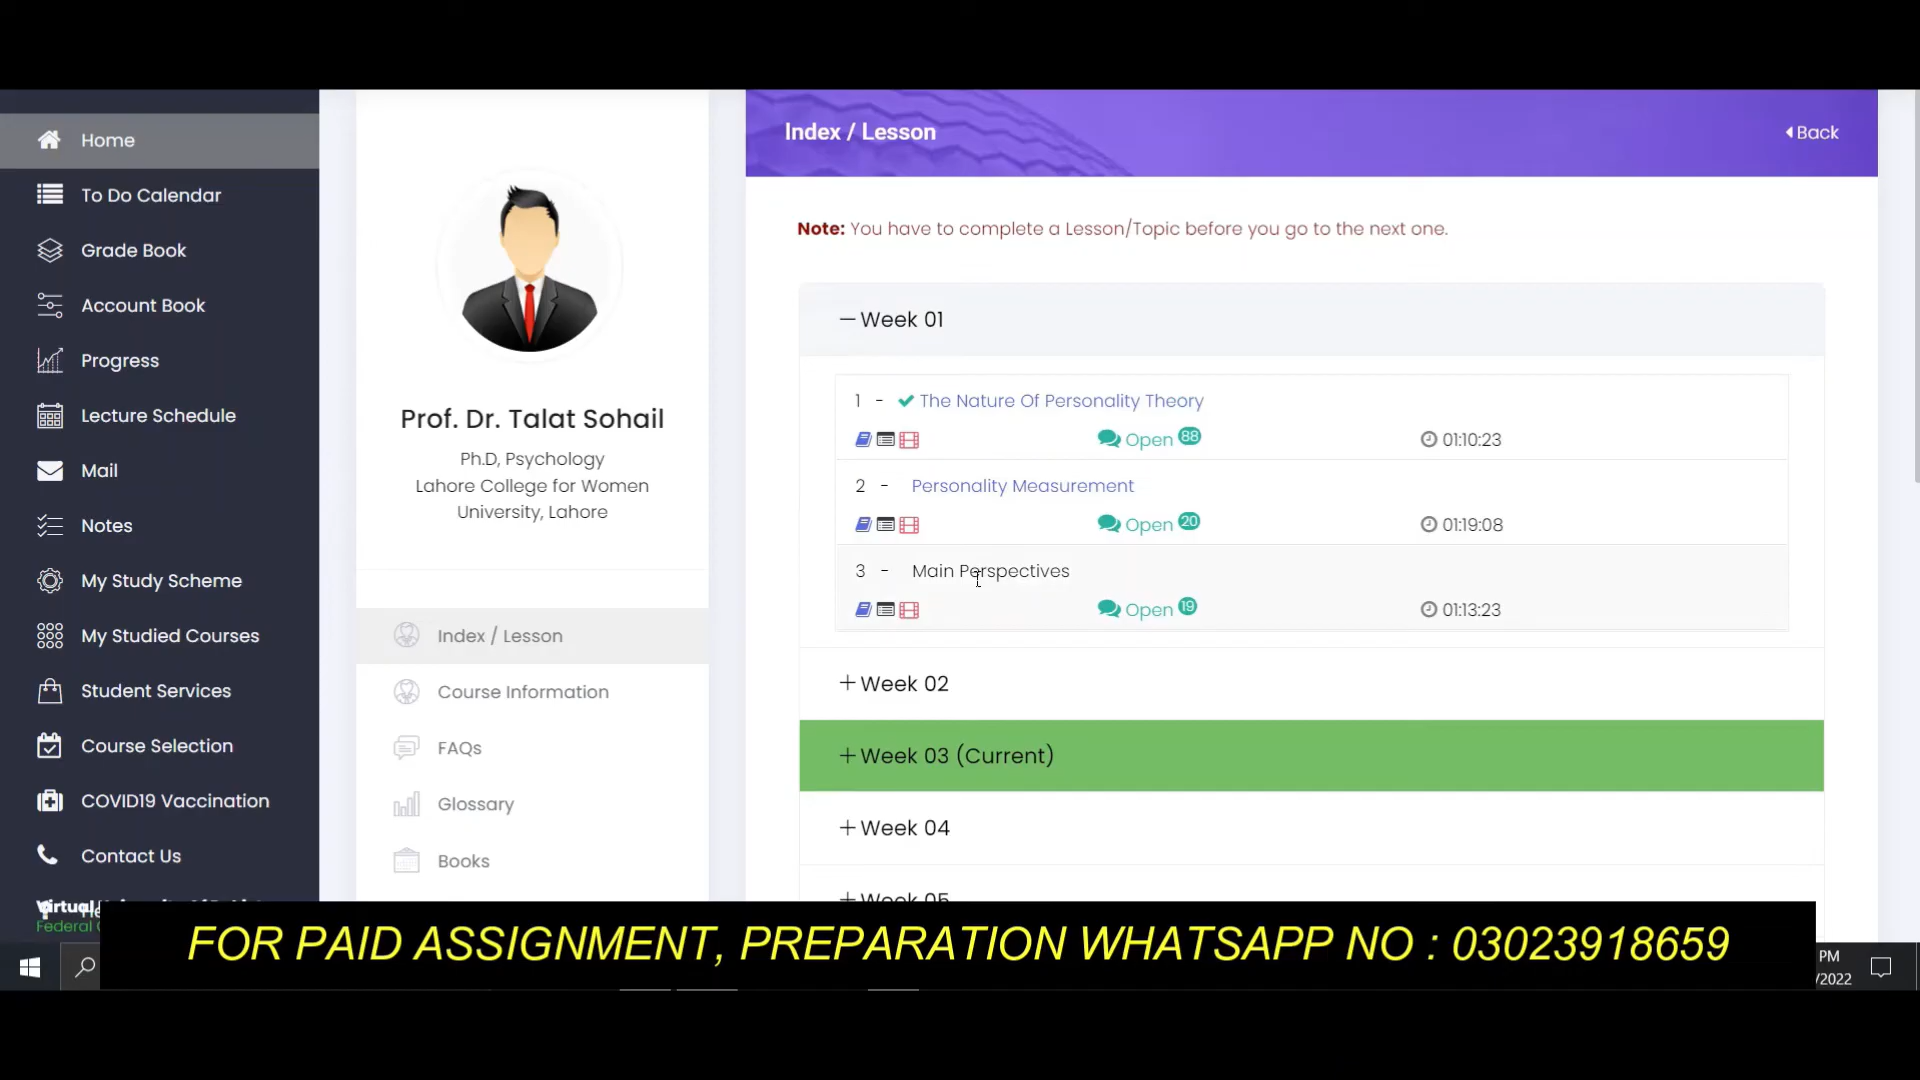 Home
To Do Calendar
Grade Book
Account Book
Progress
Lecture Schedule
Mail
Notes
My Study Scheme
My Studied Courses
Student Services
Course Selection
COVID19 Vaccination
Contact Us
Virtual
Federal
Prof. Dr. Talat Sohail
Ph.D, Psychology
Lahore College for Women
University, Lahore
Index / Lesson
Course Information
FAQs
Glossary
Books
Index / Lesson
Back
Note: You have to complete a Lesson/Topic before you go to the next one.
Week 01
1 - The Nature Of Personality Theory
Open 88 01:10:23
2 - Personality Measurement
Open 20 01:19:08
3 - Main Perspectives
Open 19 01:13:23
+ Week 02
+ Week 03 (Current)
+ Week 04
+ Week 05
FOR PAID ASSIGNMENT, PREPARATION WHATSAPP NO : 03023918659
PM
/2022